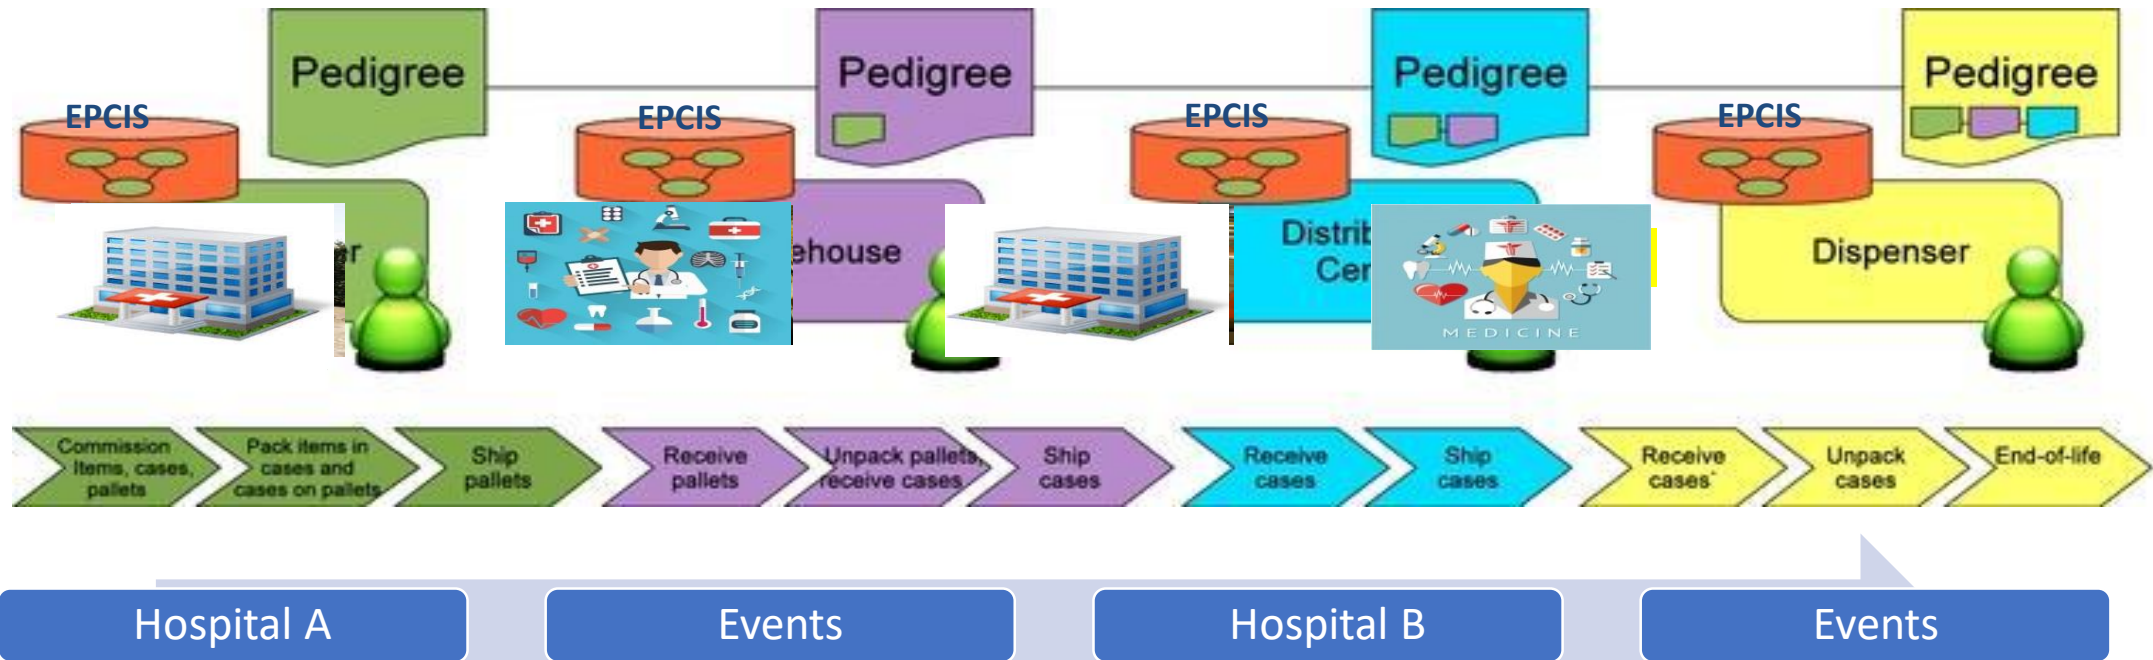 Pedigree
Pedigree
Pedigree
Pedigree
EPCIS
EPCIS
EPCIS
EPCIS
r
ehouse
Distrib
Cer
MEDICINE
Dispenser
Commission
Items, cases,
pallets
Pack items in
cases and
cases on pallets
Ship
pallets
Receive
pallets
Unpack pallets,
receive cases
Ship
cases
Receive
cases
Ship
cases
Receive
cases*
Unpack
cases
End-of-life
Hospital A
Events
Hospital B
Events